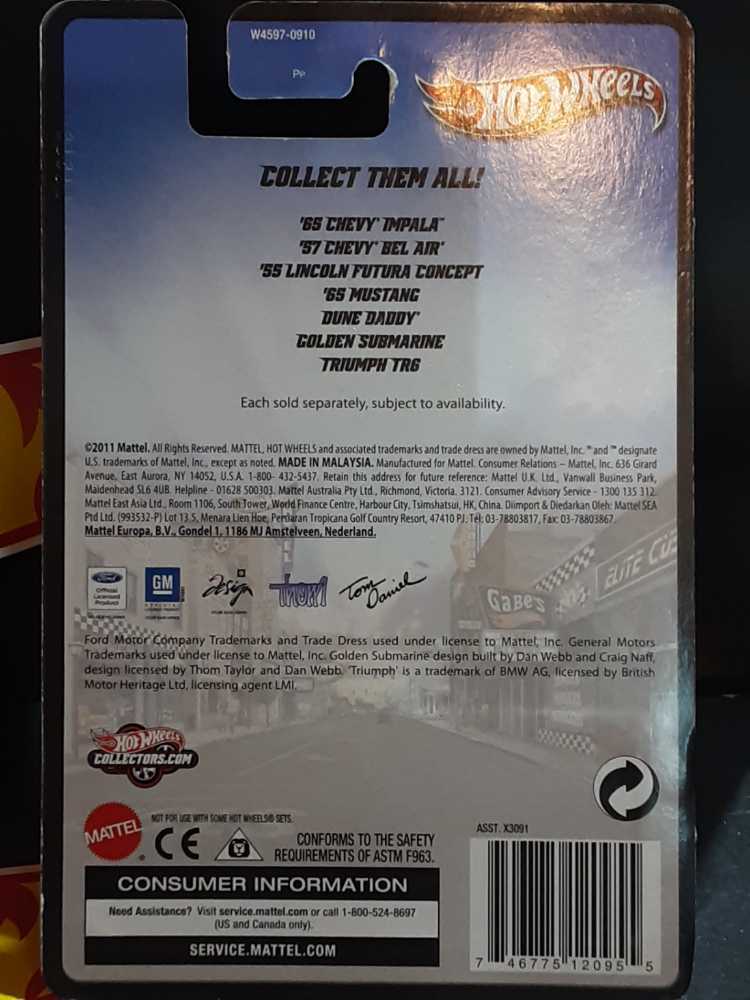 W4597-0910
HOT WHEELS
COLLECT THEM ALL!
'65 CHEVY® IMPALA™
'57 CHEVY® BEL AIR®
'55 LINCOLN FUTURA CONCEPT
'65 MUSTANG
DUNE DADDY®
GOLDEN SUBMARINE
TRIUMPH TR6
Each sold separately, subject to availability.
©2011 Mattel. All Rights Reserved. MATTEL, HOT WHEELS and associated trademarks and trade dress are owned by Mattel, Inc. ® and ™ designate
U.S. trademarks of Mattel, Inc., except as noted. MADE IN MALAYSIA. Manufactured for Mattel. Consumer Relations – Mattel, Inc. 636 Girard
Avenue, East Aurora, NY 14052, U.S.A. 1-800- 432-5437. Retain this address for future reference: Mattel U.K. Ltd., Vanwall Business Park,
Maidenhead SL6 4UB. Helpline - 01628 500303. Mattel Australia Pty Ltd., Richmond, Victoria. 3121. Consumer Advisory Service - 1300 135 312.
Mattel East Asia Ltd., Room 1106, South Tower, World Finance Centre, Harbour City, Tsimshatsui, HK, China. Diimport & Diedarkan Oleh: Mattel SEA
Ptd Ltd. (993532-P) Lot 13.5, Menara Lien Hoe, Persiaran Tropicana Golf Country Resort, 47410 PJ. Tel: 03-78803817, Fax: 03-78803867.
Mattel Europa, B.V., Gondel 1, 1186 MJ Amstelveen, Nederland.
Ford
Official
Licensed
Product
GM
Design
THOM
Tom
Daniel
GABE'S
ELITE
Ford Motor Company Trademarks and Trade Dress used under license to Mattel, Inc. General Motors
Trademarks used under license to Mattel, Inc. Golden Submarine design built by Dan Webb and Craig Naff,
design licensed by Thom Taylor and Dan Webb. 'Triumph' is a trademark of BMW AG, licensed by British
Motor Heritage Ltd, licensing agent LMI.
HOT WHEELS
COLLECTORS.COM
MATTEL
NOT FOR USE WITH SOME HOT WHEELS® SETS.
CE
CONFORMS TO THE SAFETY
REQUIREMENTS OF ASTM F963.
ASST. X3091
CONSUMER INFORMATION
Need Assistance? Visit service.mattel.com or call 1-800-524-8697
(US and Canada only).
SERVICE.MATTEL.COM
7 46775 12095 5